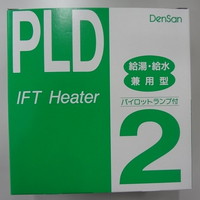 DenSan
PLD
IFT Heater
給湯・給水
兼用型
パイロットランプ付
2